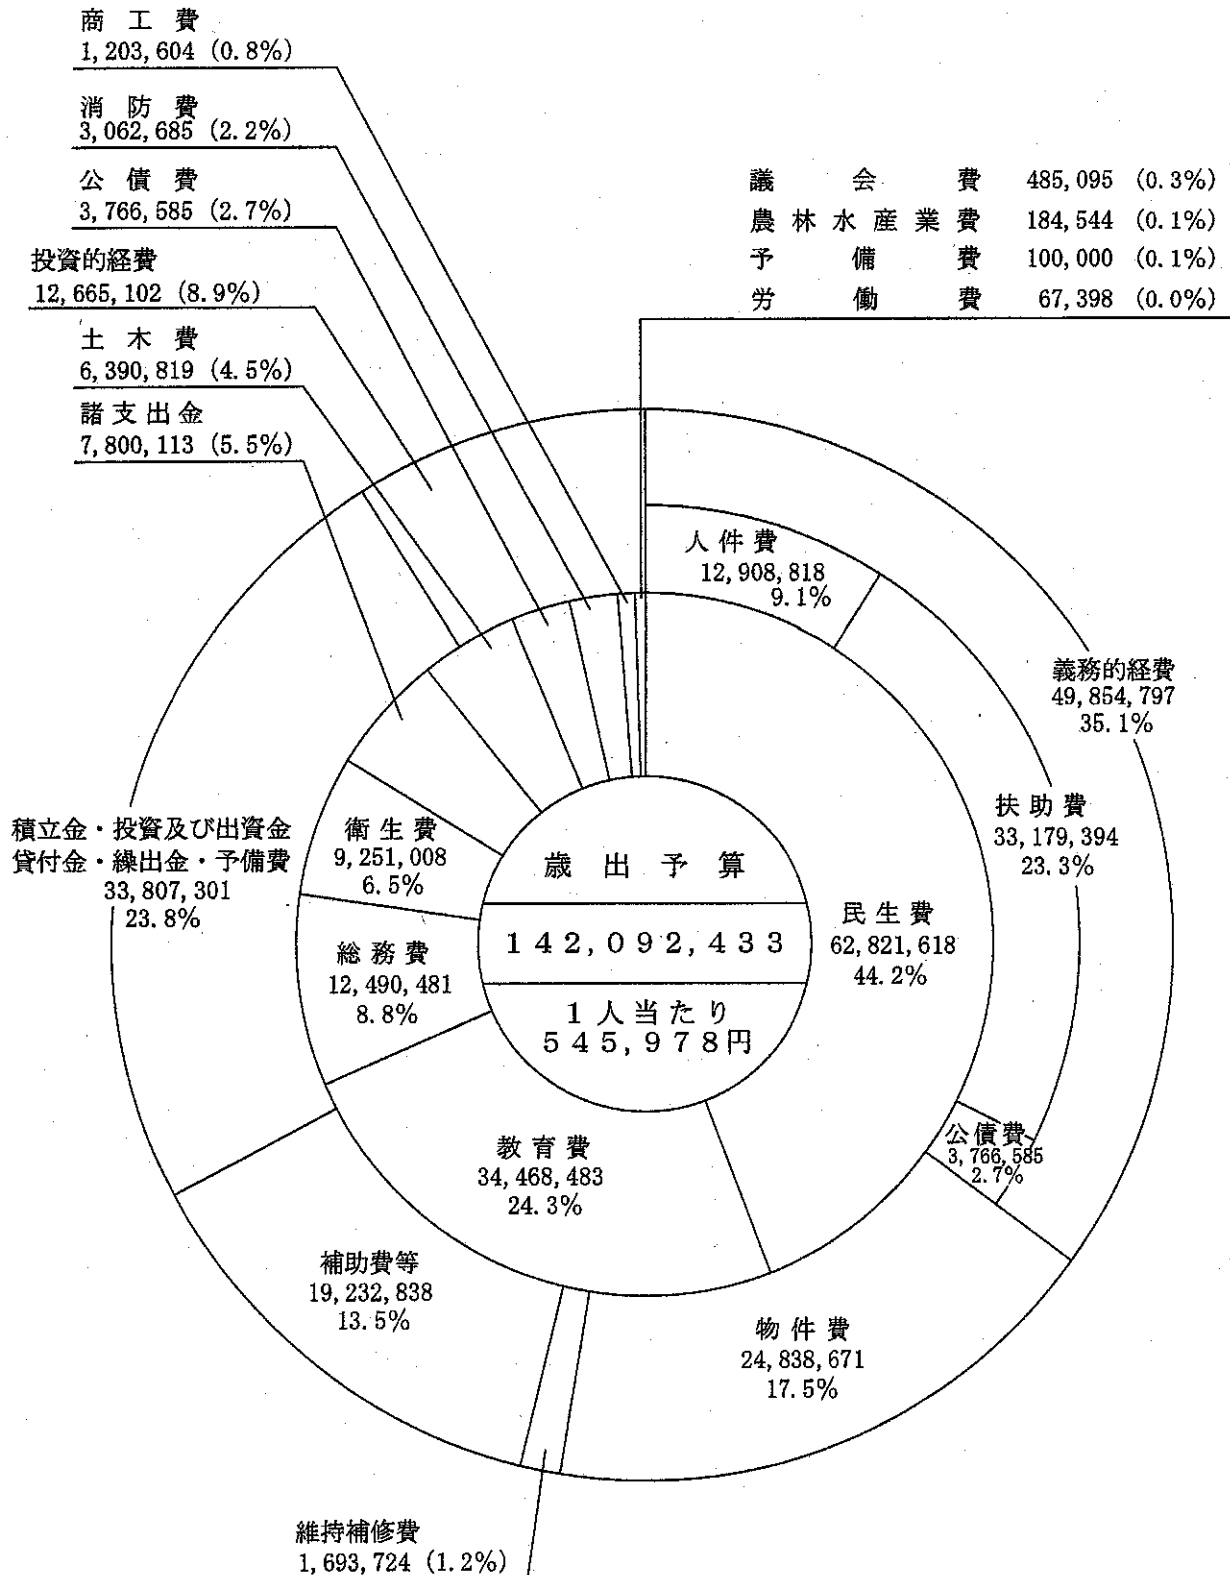 商工費
1,203,604 (0.8%)
消防費
3,062,685 (2.2%)
公債費
3,766,585 (2.7%)
投資的経費
12,665,102 (8.9%)
土木費
6,390,819 (4.5%)
諸支出金
7,800,113 (5.5%)
議会費 485,095 (0.3%)
農林水産業費 184,544 (0.1%)
予備費 100,000 (0.1%)
労働費 67,398 (0.0%)
人件費
12,908,818
9.1%
義務的経費
49,854,797
35.1%
扶助費
33,179,394
23.3%
積立金・投資及び出資金
貸付金・繰出金・予備費
33,807,301
23.8%
衛生費
9,251,008
6.5%
歳出予算
142,092,433
1人当たり
545,978円
民生費
62,821,618
44.2%
総務費
12,490,481
8.8%
公債費
3,766,585
2.7%
教育費
34,468,483
24.3%
補助費等
19,232,838
13.5%
物件費
24,838,671
17.5%
維持補修費
1,693,724 (1.2%)